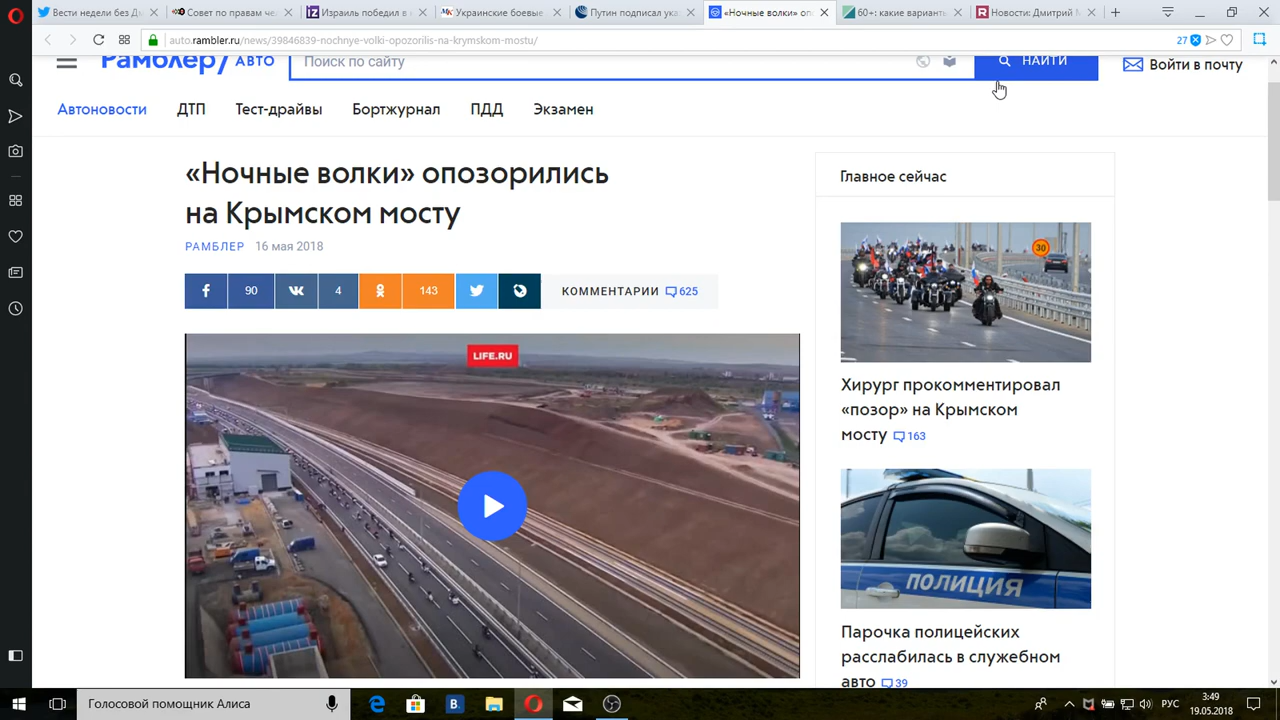 Вести недели без Д
Совет по правам че
Израиль победил в
Украинские боевые
Путин подписал ука
«Ночные волки» оп
60+: какие вариант
Новости: Дмитрий М
auto.rambler.ru/news/39846839-nochnye-volki-opozorilis-na-krymskom-mostu/
27
Рамблер/ АВТО
Поиск по сайту
НАЙТИ
Войти в почту
Автоновости
ДТП
Тест-драйвы
Бортжурнал
ПДД
Экзамен
«Ночные волки» опозорились
на Крымском мосту
РАМБЛЕР 16 мая 2018
90
4
143
КОММЕНТАРИИ 625
LIFE.RU
Главное сейчас
30
Хирург прокомментировал
«позор» на Крымском
мосту 163
ПОЛИЦИЯ
Парочка полицейских
расслабилась в служебном
авто 39
Голосовой помощник Алиса
РУС
3:49
19.05.2018